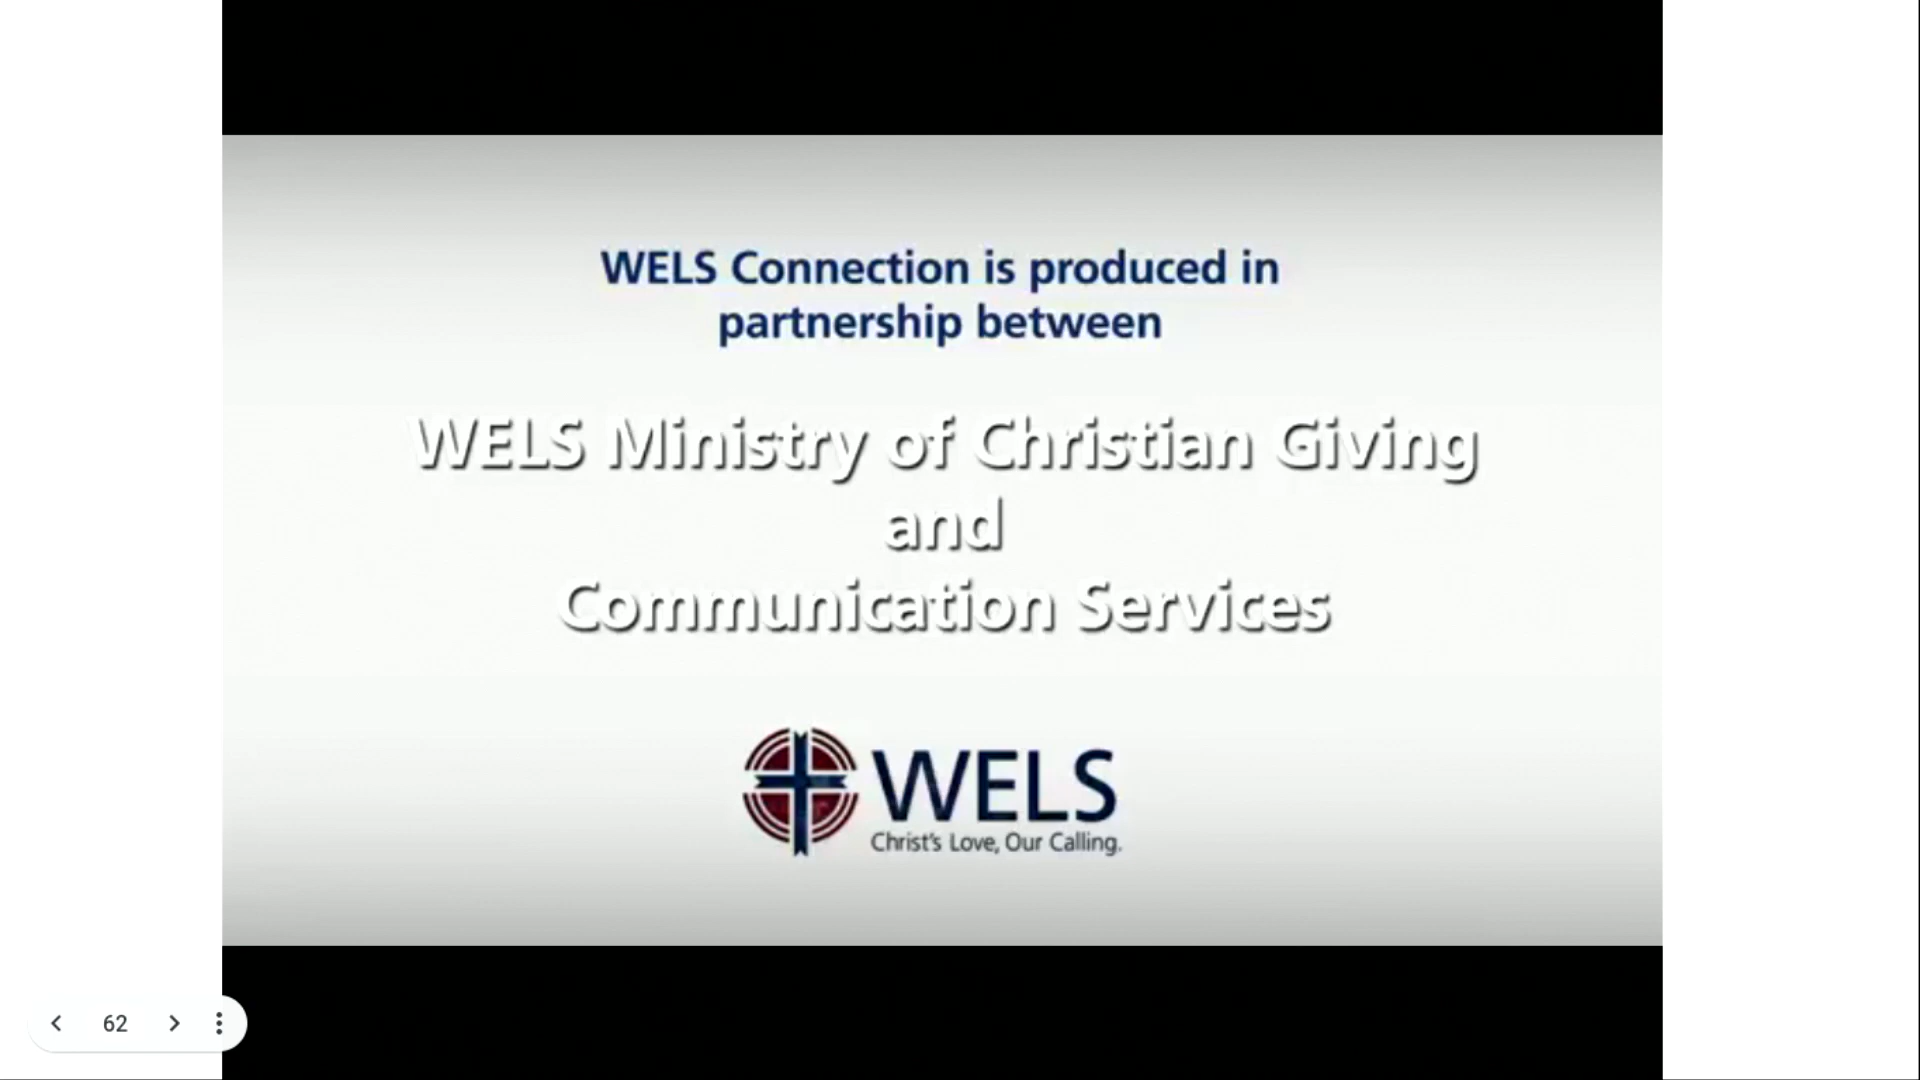 WELS Connection is produced in
partnership between
WELS Ministry of Christian Giving
and
Communication Services
WELS
Christ's Love, Our Calling.
62